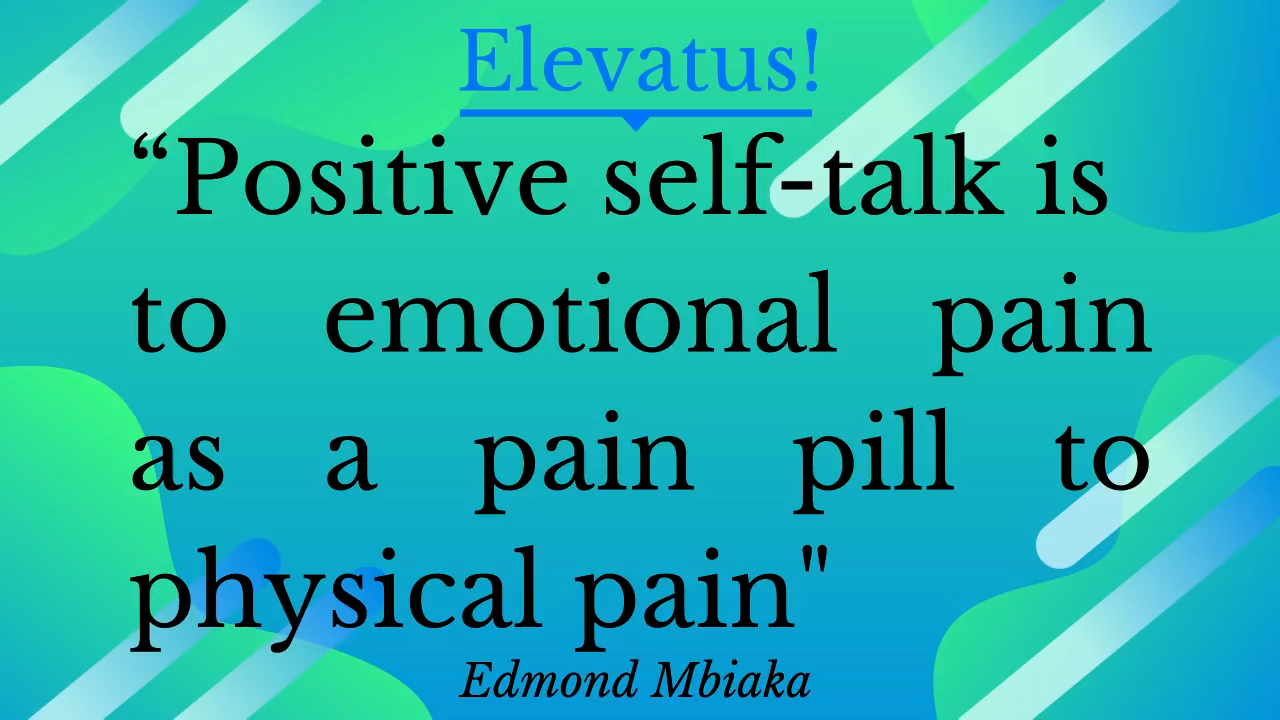 Elevatus!
“Positive self-talk is
to emotional pain
as a pain pill to
physical pain"
Edmond Mbiaka